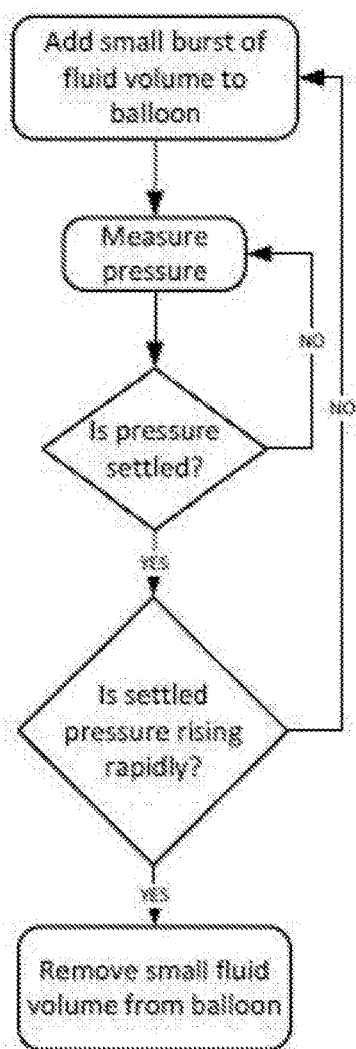 Add small burst of
fluid volume to
balloon
Measure
pressure
NO
NO
Is pressure
settled?
YES
Is settled
pressure rising
rapidly?
YES
Remove small fluid
volume from balloon